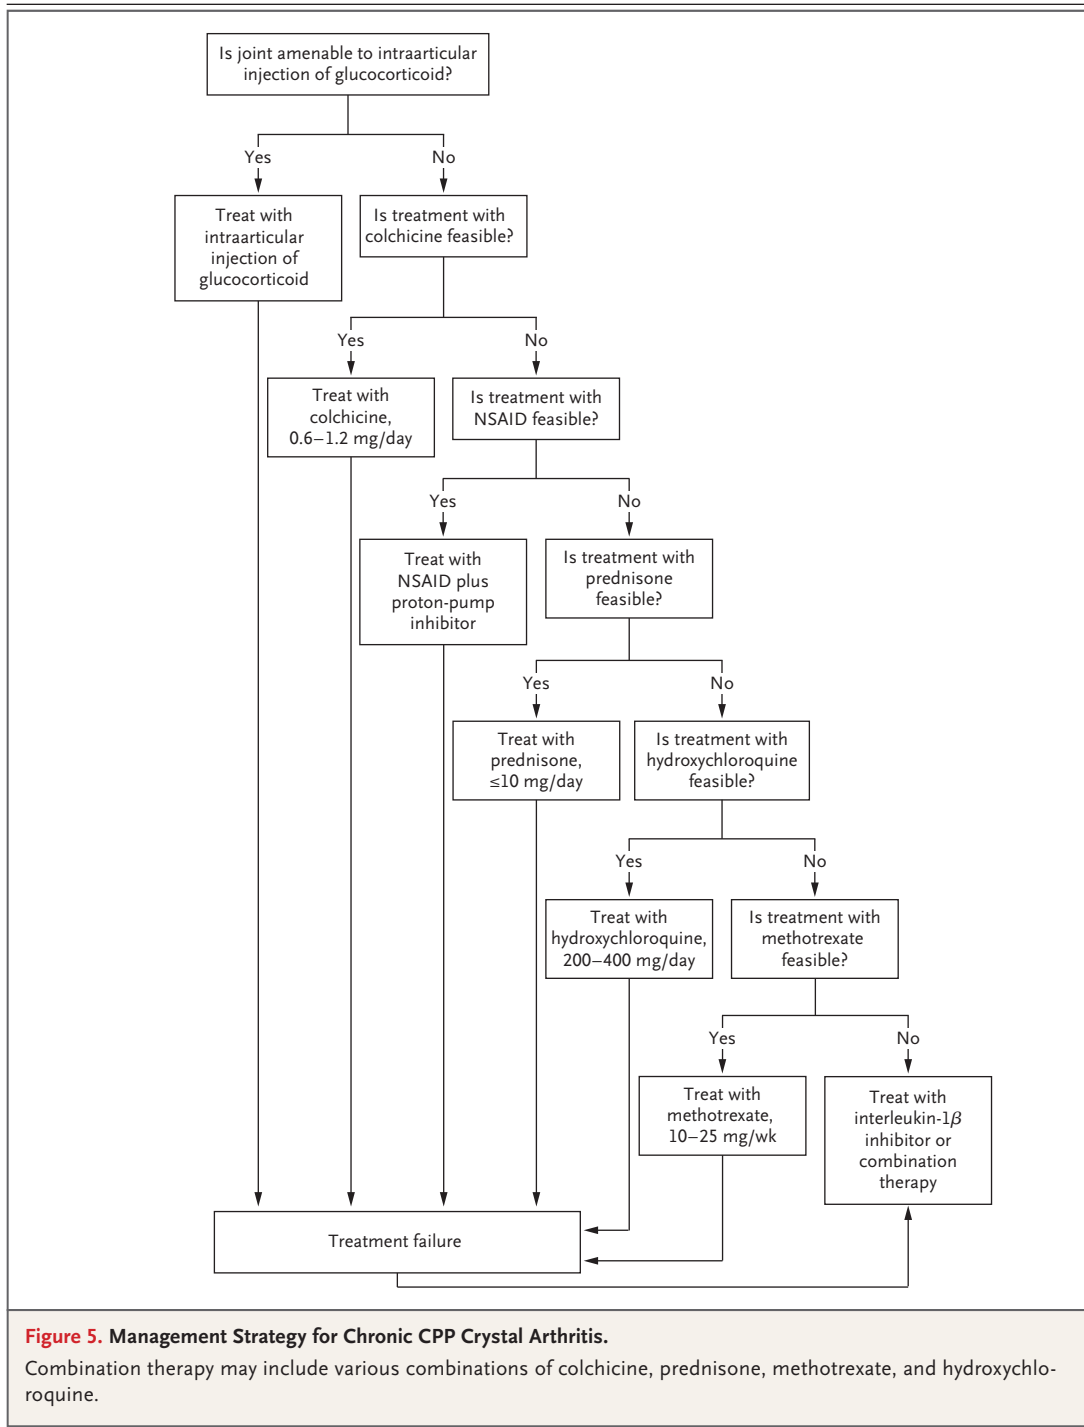 Is joint amenable to intraarticular
injection of glucocorticoid?
Yes
No
Treat with
intraarticular
injection of
glucocorticoid
Is treatment with
colchicine feasible?
Yes
No
Treat with
colchicine,
0.6–1.2 mg/day
Is treatment with
NSAID feasible?
Yes
No
Treat with
NSAID plus
proton-pump
inhibitor
Is treatment with
prednisone
feasible?
Yes
No
Treat with
prednisone,
≤10 mg/day
Is treatment with
hydroxychloroquine
feasible?
Yes
No
Treat with
hydroxychloroquine,
200–400 mg/day
Is treatment with
methotrexate
feasible?
Yes
No
Treat with
methotrexate,
10–25 mg/wk
Treat with
interleukin-1β
inhibitor or
combination
therapy
Treatment failure
Figure 5. Management Strategy for Chronic CPP Crystal Arthritis.
Combination therapy may include various combinations of colchicine, prednisone, methotrexate, and hydroxychlo-
roquine.